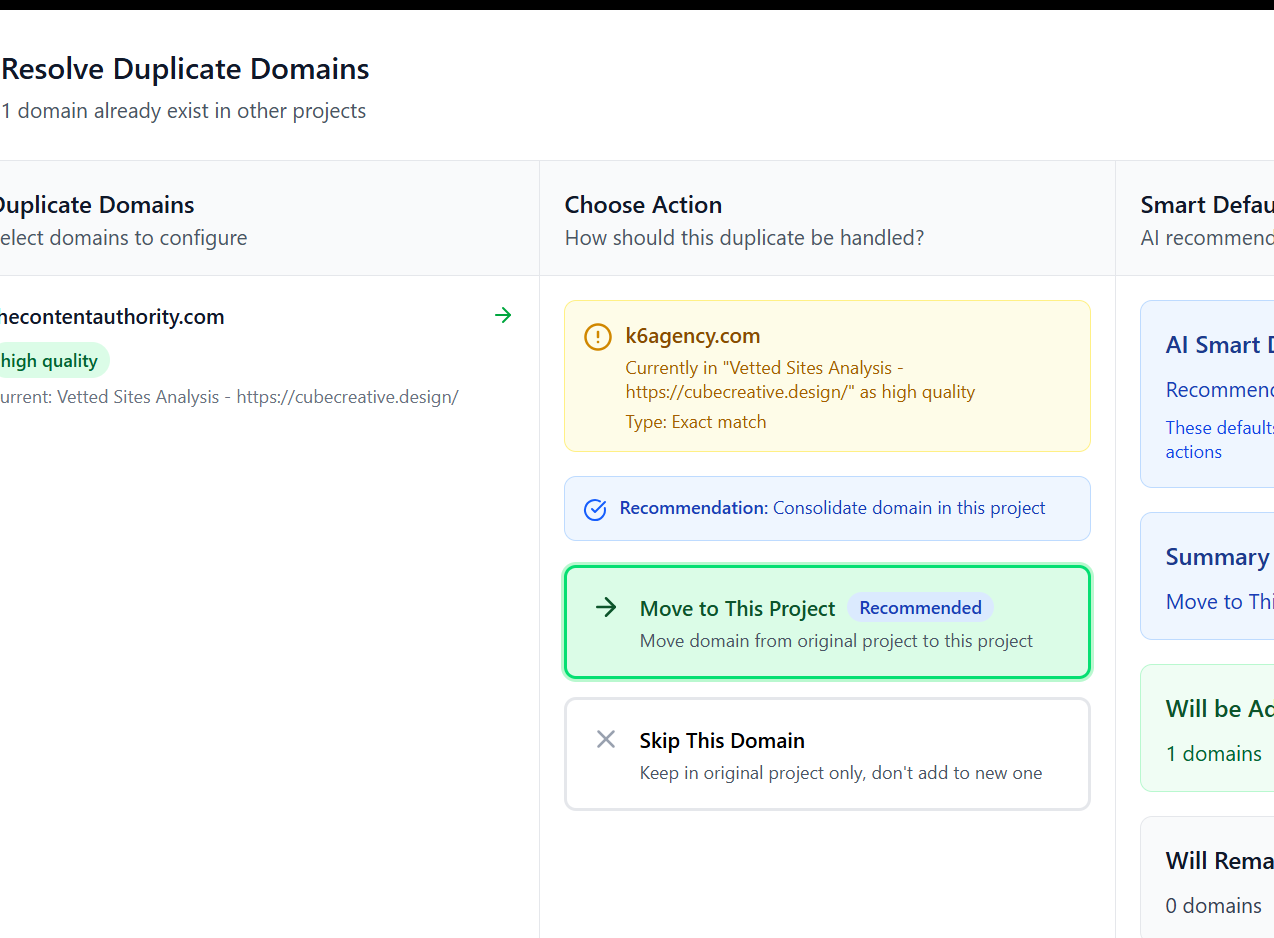 Resolve Duplicate Domains
1 domain already exist in other projects
Duplicate Domains
elect domains to configure
hecontentauthority.com
high quality
urrent: Vetted Sites Analysis - https://cubecreative.design/
Choose Action
How should this duplicate be handled?
k6agency.com
Currently in "Vetted Sites Analysis -
https://cubecreative.design/" as high quality
Type: Exact match
Recommendation: Consolidate domain in this project
Move to This Project Recommended
Move domain from original project to this project
Skip This Domain
Keep in original project only, don't add to new one
Smart Defau
AI recommend
AI Smart D
Recommend
These defaults
actions
Summary
Move to Thi
Will be Ad
1 domains
Will Rema
0 domains